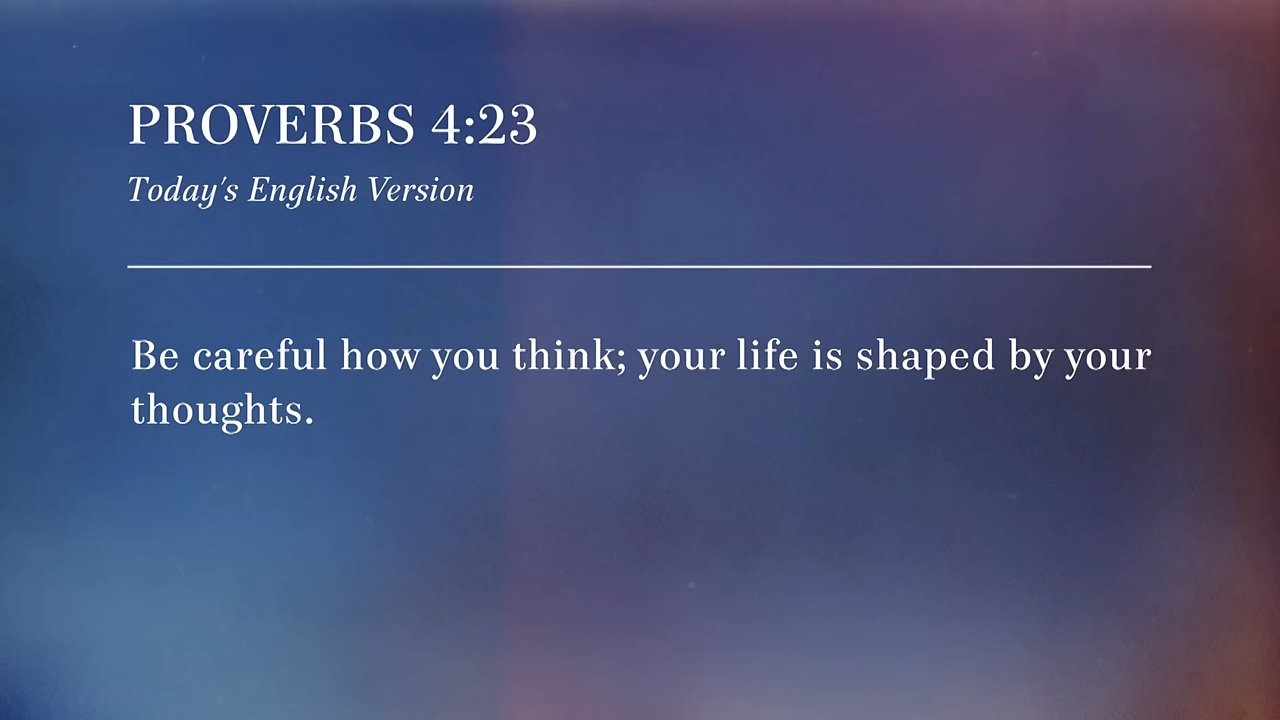 PROVERBS 4:23
Today's English Version
Be careful how you think; your life is shaped by your
thoughts.